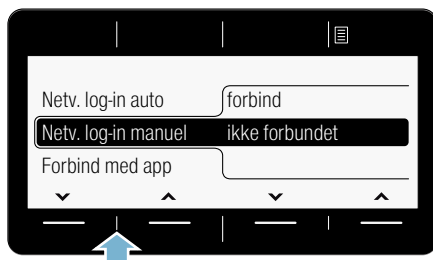 Netv. log-in auto forbind
Netv. log-in manuel ikke forbundet
Forbind med app